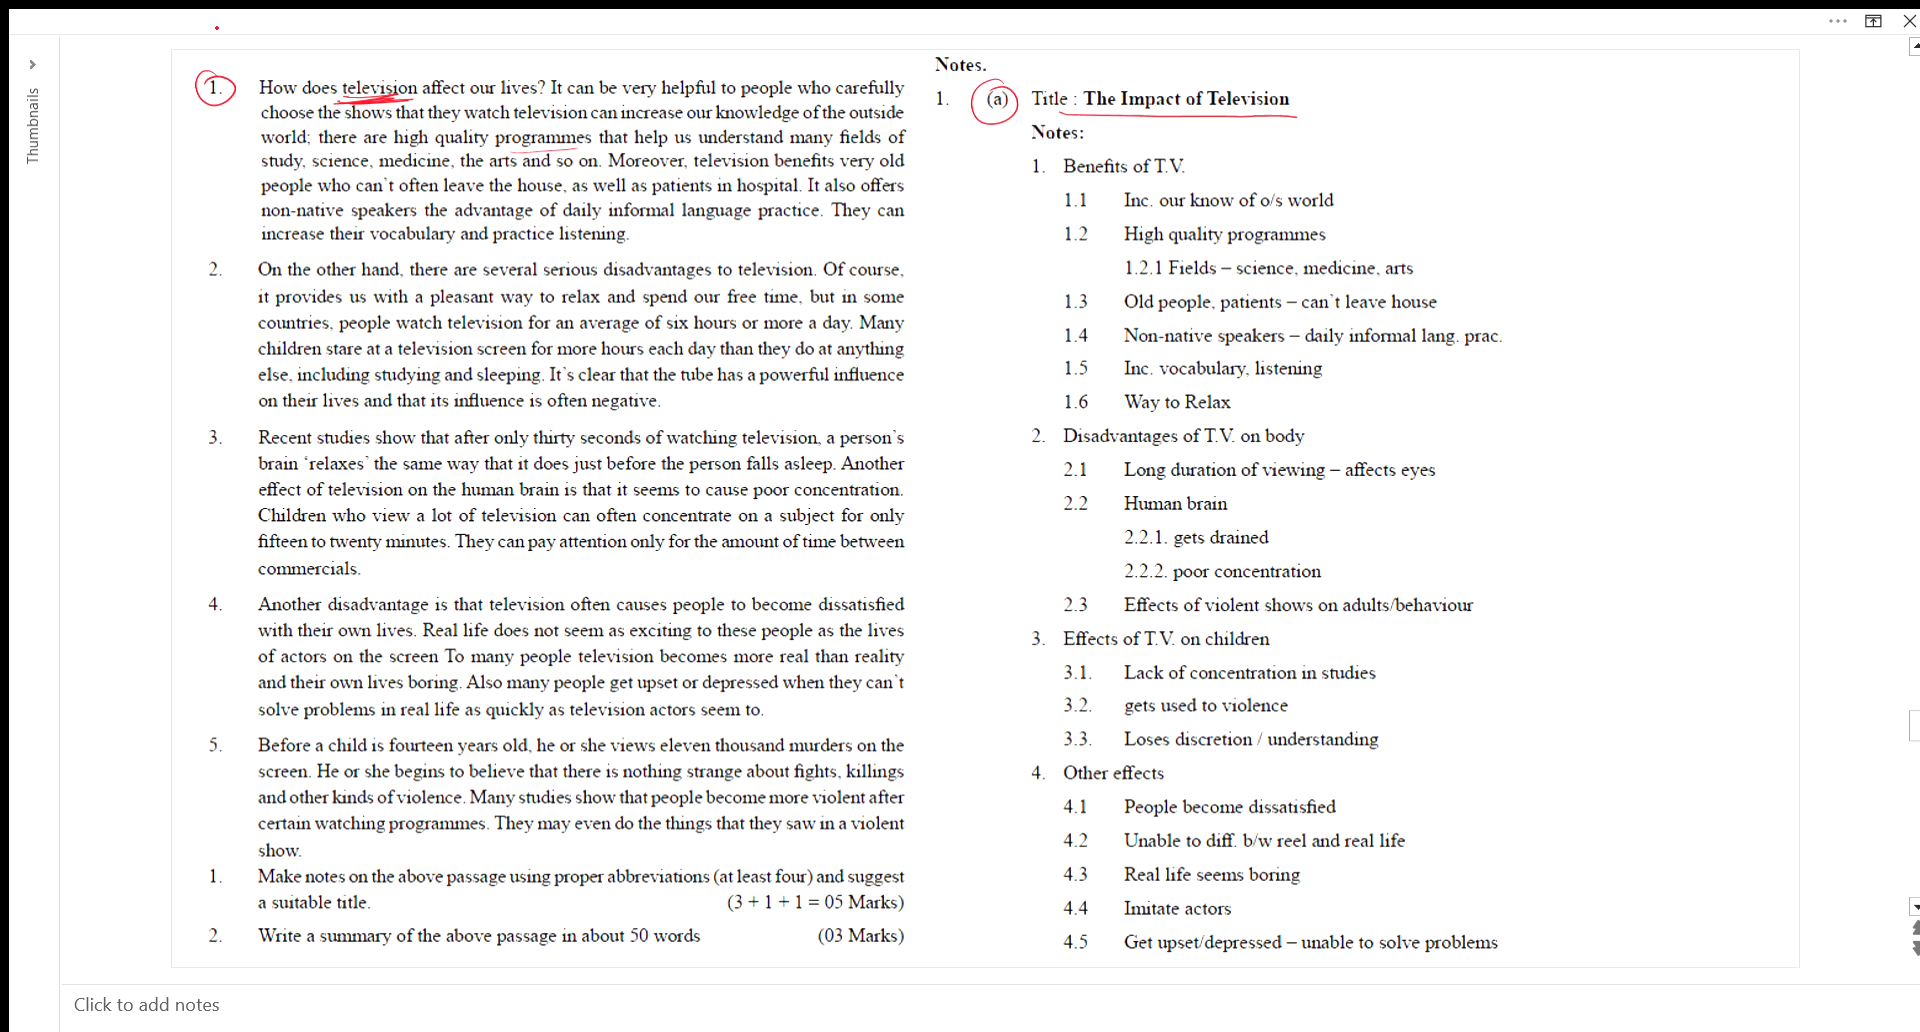 Thumbnails
1. How does television affect our lives? It can be very helpful to people who carefully
choose the shows that they watch television can increase our knowledge of the outside
world; there are high quality programmes that help us understand many fields of
study, science, medicine, the arts and so on. Moreover, television benefits very old
people who can't often leave the house, as well as patients in hospital. It also offers
non-native speakers the advantage of daily informal language practice. They can
increase their vocabulary and practice listening.
2. On the other hand, there are several serious disadvantages to television. Of course,
it provides us with a pleasant way to relax and spend our free time, but in some
countries, people watch television for an average of six hours or more a day. Many
children stare at a television screen for more hours each day than they do at anything
else, including studying and sleeping. It's clear that the tube has a powerful influence
on their lives and that its influence is often negative.
3. Recent studies show that after only thirty seconds of watching television, a person's
brain ‘relaxes’ the same way that it does just before the person falls asleep. Another
effect of television on the human brain is that it seems to cause poor concentration.
Children who view a lot of television can often concentrate on a subject for only
fifteen to twenty minutes. They can pay attention only for the amount of time between
commercials.
4. Another disadvantage is that television often causes people to become dissatisfied
with their own lives. Real life does not seem as exciting to these people as the lives
of actors on the screen To many people television becomes more real than reality
and their own lives boring. Also many people get upset or depressed when they can't
solve problems in real life as quickly as television actors seem to.
5. Before a child is fourteen years old, he or she views eleven thousand murders on the
screen. He or she begins to believe that there is nothing strange about fights, killings
and other kinds of violence. Many studies show that people become more violent after
certain watching programmes. They may even do the things that they saw in a violent
show.
1. Make notes on the above passage using proper abbreviations (at least four) and suggest
a suitable title. (3 + 1 + 1 = 05 Marks)
2. Write a summary of the above passage in about 50 words (03 Marks)
Notes.
1. (a) Title : The Impact of Television
Notes:
1. Benefits of T.V.
1.1 Inc. our know of o/s world
1.2 High quality programmes
1.2.1 Fields – science, medicine, arts
1.3 Old people, patients – can't leave house
1.4 Non-native speakers – daily informal lang. prac.
1.5 Inc. vocabulary, listening
1.6 Way to Relax
2. Disadvantages of T.V. on body
2.1 Long duration of viewing – affects eyes
2.2 Human brain
2.2.1. gets drained
2.2.2. poor concentration
2.3 Effects of violent shows on adults/behaviour
3. Effects of T.V. on children
3.1. Lack of concentration in studies
3.2. gets used to violence
3.3. Loses discretion / understanding
4. Other effects
4.1 People become dissatisfied
4.2 Unable to diff. b/w reel and real life
4.3 Real life seems boring
4.4 Imitate actors
4.5 Get upset/depressed – unable to solve problems
Click to add notes